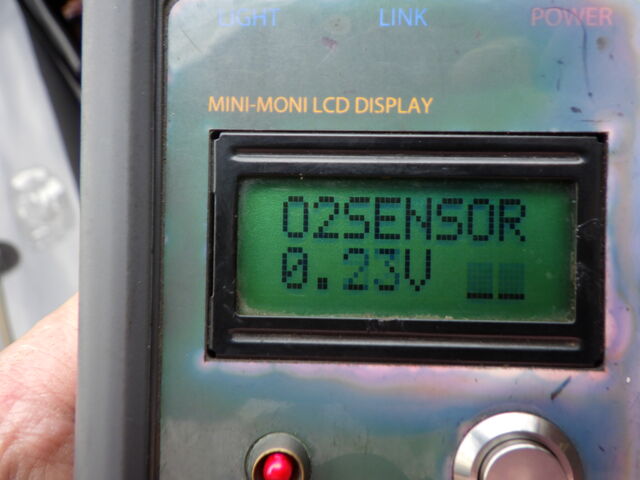 LIGHT LINK POWER
MINI-MONI LCD DISPLAY
O2SENSOR
0.23V